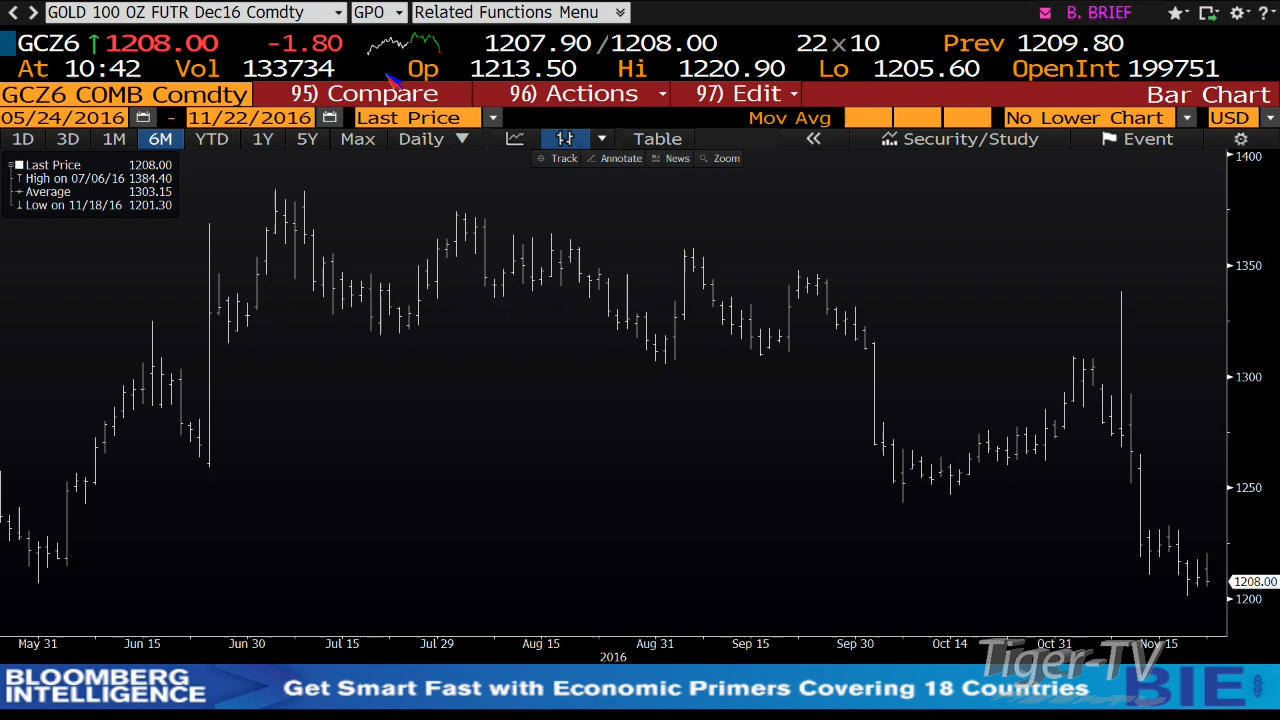 GOLD 100 OZ FUTR Dec16 Comdty GPO Related Functions Menu B. BRIEF ?
GCZ6 ↑1208.00 -1.80 1207.90/1208.00 22x10 Prev 1209.80
At 10:42 Vol 133734 Op 1213.50 Hi 1220.90 Lo 1205.60 OpenInt 199751
GCZ6 COMB Comdty 95) Compare 96) Actions 97) Edit Bar Chart
05/24/2016 - 11/22/2016 Last Price Mov Avg No Lower Chart USD
1D 3D 1M 6M YTD 1Y 5Y Max Daily Table Security/Study Event
Track Annotate News Zoom
Last Price 1208.00
High on 07/06/16 1384.40
Average 1303.15
Low on 11/18/16 1201.30
1400
1350
1300
1250
1208.00
1200
May 31 Jun 15 Jun 30 Jul 15 Jul 29 Aug 15 Aug 31 Sep 15 Sep 30 Oct 14 Oct 31 Nov 15
2016
Tiger-TV
BLOOMBERG
INTELLIGENCE
Get Smart Fast with Economic Primers Covering 18 Countries
BI